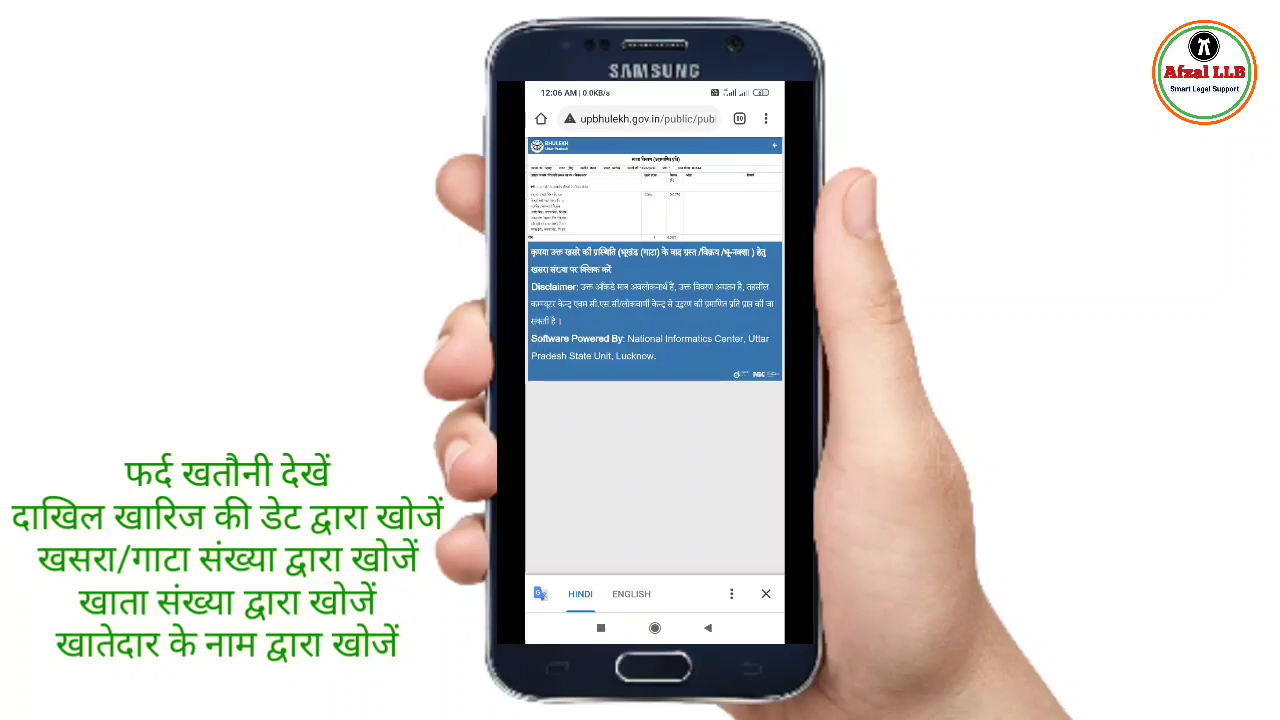 Afzal LLB
Smart Legal Support
SAMSUNG
12:06 AM | 0.0KB/s
upbhulekh.gov.in/public/pub
BHULEKH
Uttar Pradesh
कृपया उक्त खसरे की प्रस्थिति (भूखंड (गाटा) के वाद ग्रस्त /विक्रय /भू-नक्शा ) हेतु
खसरा संख्या पर क्लिक करें
Disclaimer: उक्त आँकडे मात्र अवलोकनार्थ हैं, उक्त विवरण अद्यतन है, तहसील
कम्प्यूटर केन्द्र एवम सी.एस.सी/लोकवाणी केन्द्र से उद्धरण की प्रमाणित प्रति प्राप्त की जा
सकती है ।
Software Powered By: National Informatics Center, Uttar
Pradesh State Unit, Lucknow.
HINDI ENGLISH
फर्द खतौनी देखें
दाखिल खारिज की डेट द्वारा खोजें
खसरा/गाटा संख्या द्वारा खोजें
खाता संख्या द्वारा खोजें
खातेदार के नाम द्वारा खोजें